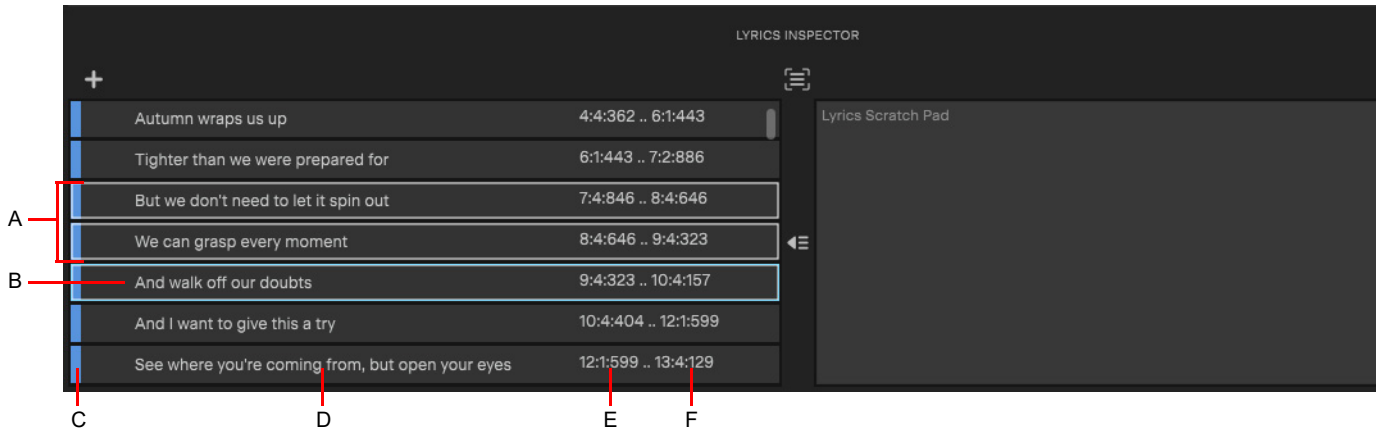 LYRICS INSPECTOR
+
Autumn wraps us up 4:4:362 .. 6:1:443
Lyrics Scratch Pad
Tighter than we were prepared for 6:1:443 .. 7:2:886
But we don't need to let it spin out 7:4:846 .. 8:4:646
A
We can grasp every moment 8:4:646 .. 9:4:323
B
And walk off our doubts 9:4:323 .. 10:4:157
And I want to give this a try 10:4:404 .. 12:1:599
See where you're coming from, but open your eyes 12:1:599 .. 13:4:129
C D E F